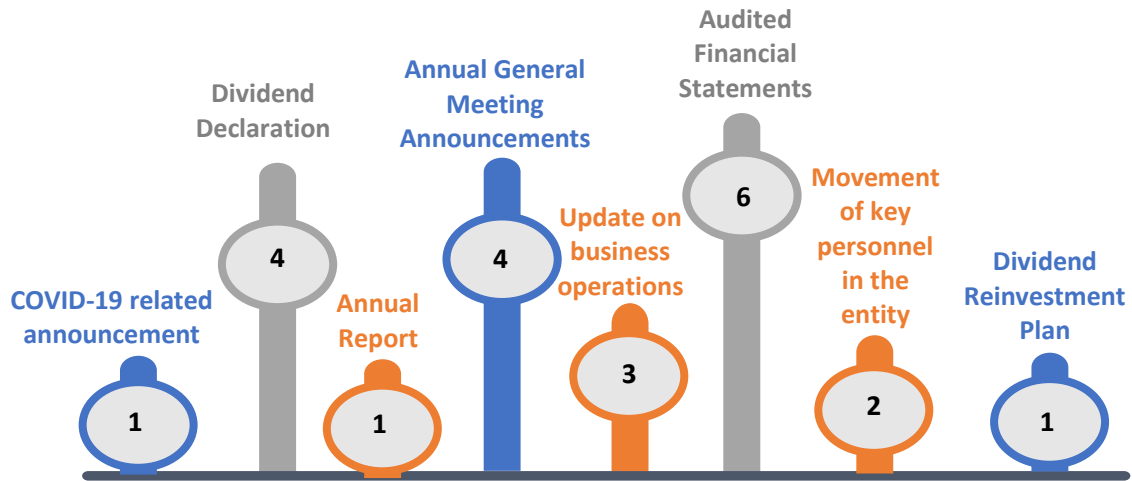 COVID-19 related
announcement
1
Dividend
Declaration
4
Annual
Report
1
Annual General
Meeting
Announcements
4
Update on
business
operations
3
Audited
Financial
Statements
6
Movement
of key
personnel
in the
entity
2
Dividend
Reinvestment
Plan
1